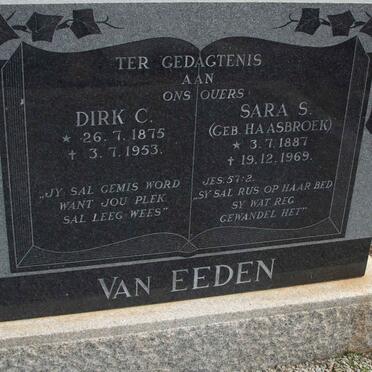 TER GEDAGTENIS
AAN
ONS OUERS
DIRK C.
★ 26.7.1875
✝ 3.7.1953.
„JY SAL GEMIS WORD
WANT JOU PLEK
SAL LEEG WEES"
SARA S.
(GEB. HAASBROEK)
★ 3.7.1887
✝ 19.12.1969.
JES. 57:2.
„SY SAL RUS OP HAAR BED
SY WAT REG
GEWANDEL HET"
VAN EEDEN